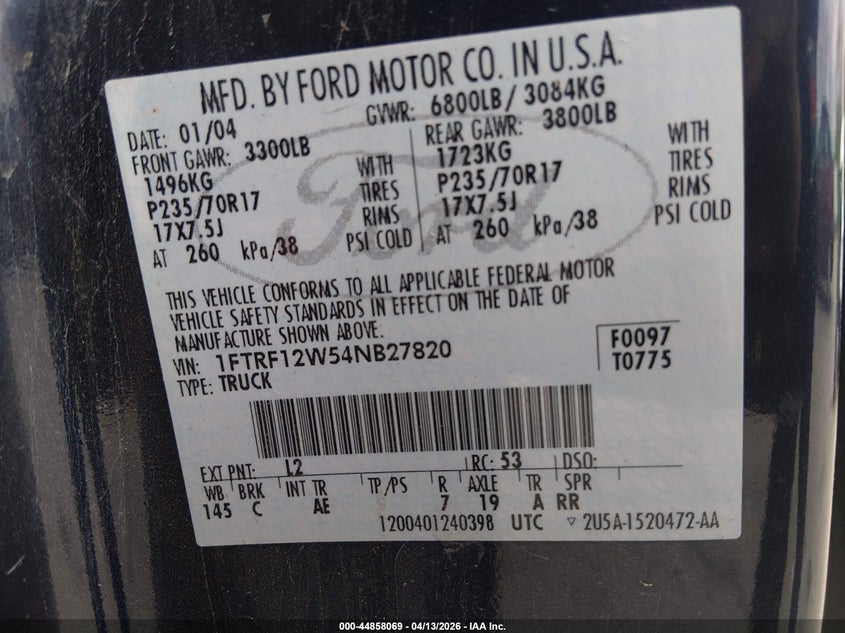 MFD. BY FORD MOTOR CO. IN U.S.A.
DATE: 01/04 GVWR: 6800LB / 3084KG
FRONT GAWR: 3300LB REAR GAWR: 3800LB
1496KG WITH 1723KG WITH
P235/70R17 TIRES P235/70R17 TIRES
17X7.5J RIMS 17X7.5J RIMS
AT 260 kPa/38 PSI COLD AT 260 kPa/38 PSI COLD
Ford
THIS VEHICLE CONFORMS TO ALL APPLICABLE FEDERAL MOTOR
VEHICLE SAFETY STANDARDS IN EFFECT ON THE DATE OF
MANUFACTURE SHOWN ABOVE.
VIN: 1FTRF12W54NB27820 F0097
TYPE: TRUCK T0775
EXT PNT: L2 RC: 53 DSO:
WB BRK INT TR TP/PS R AXLE TR SPR
145 C AE 7 19 A RR
1200401240398 UTC ▽ 2U5A-1520472-AA
000-44858069 - 04/13/2026 - IAA Inc.